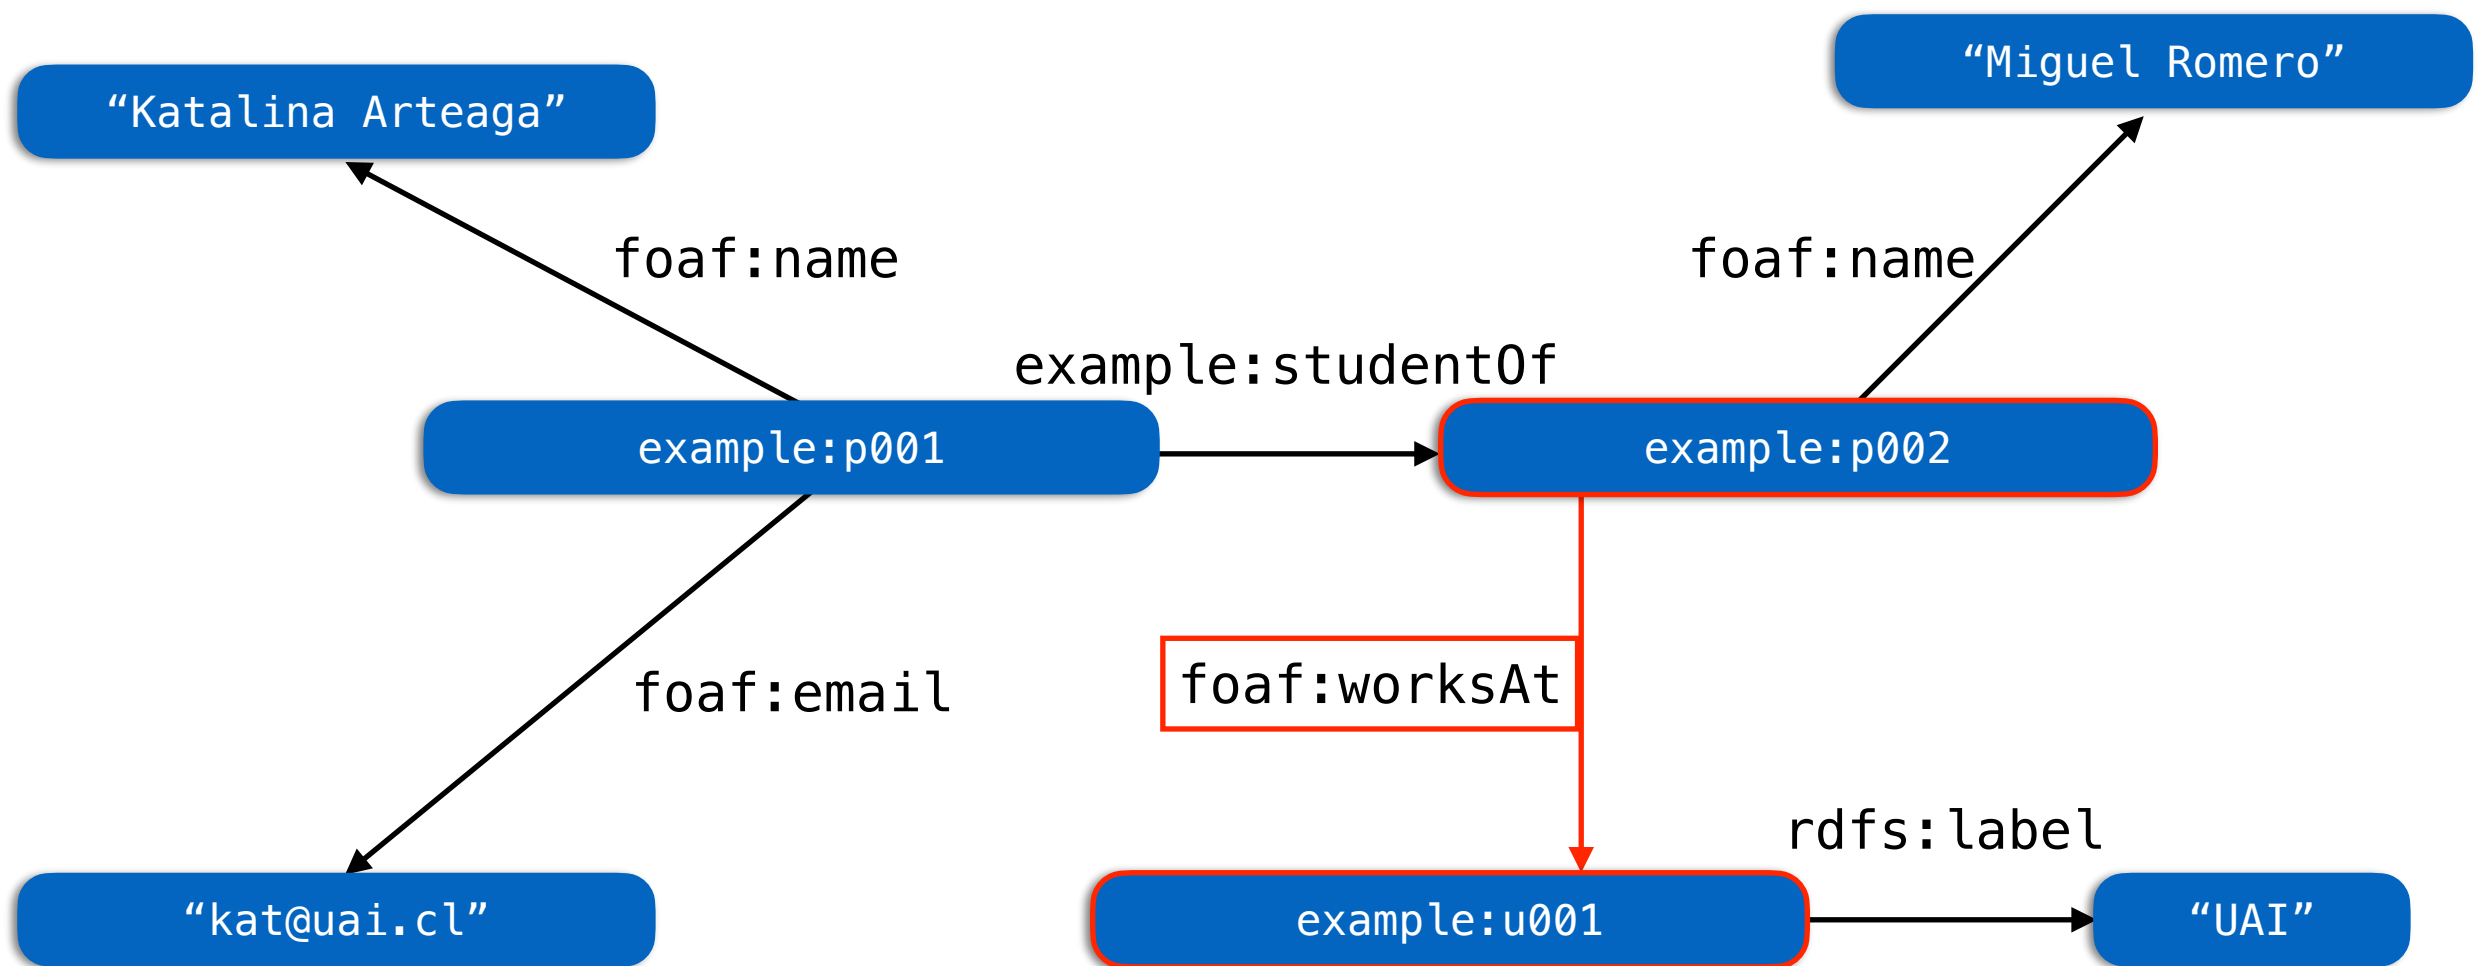 “Miguel Romero”
“Katalina Arteaga”
foaf:name
foaf:name
example:studentOf
example:p001
example:p002
foaf:email
foaf:worksAt
rdfs:label
“kat@uai.cl”
example:u001
“UAI”